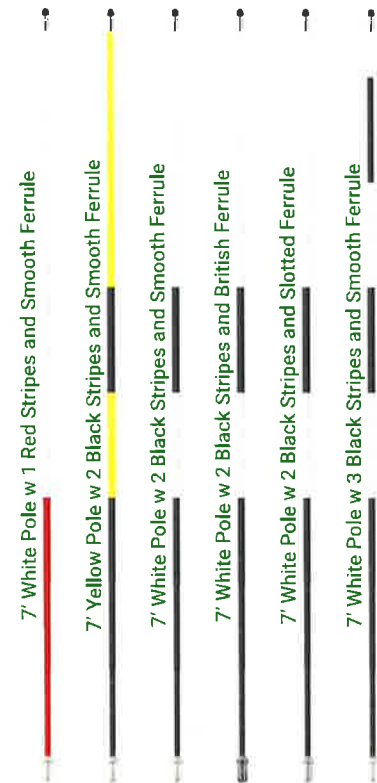 7' White Pole w 1 Red Stripes and Smooth Ferrule
7' Yellow Pole w 2 Black Stripes and Smooth Ferrule
7' White Pole w 2 Black Stripes and Smooth Ferrule
7' White Pole w 2 Black Stripes and British Ferrule
7' White Pole w 2 Black Stripes and Slotted Ferrule
7' White Pole w 3 Black Stripes and Smooth Ferrule